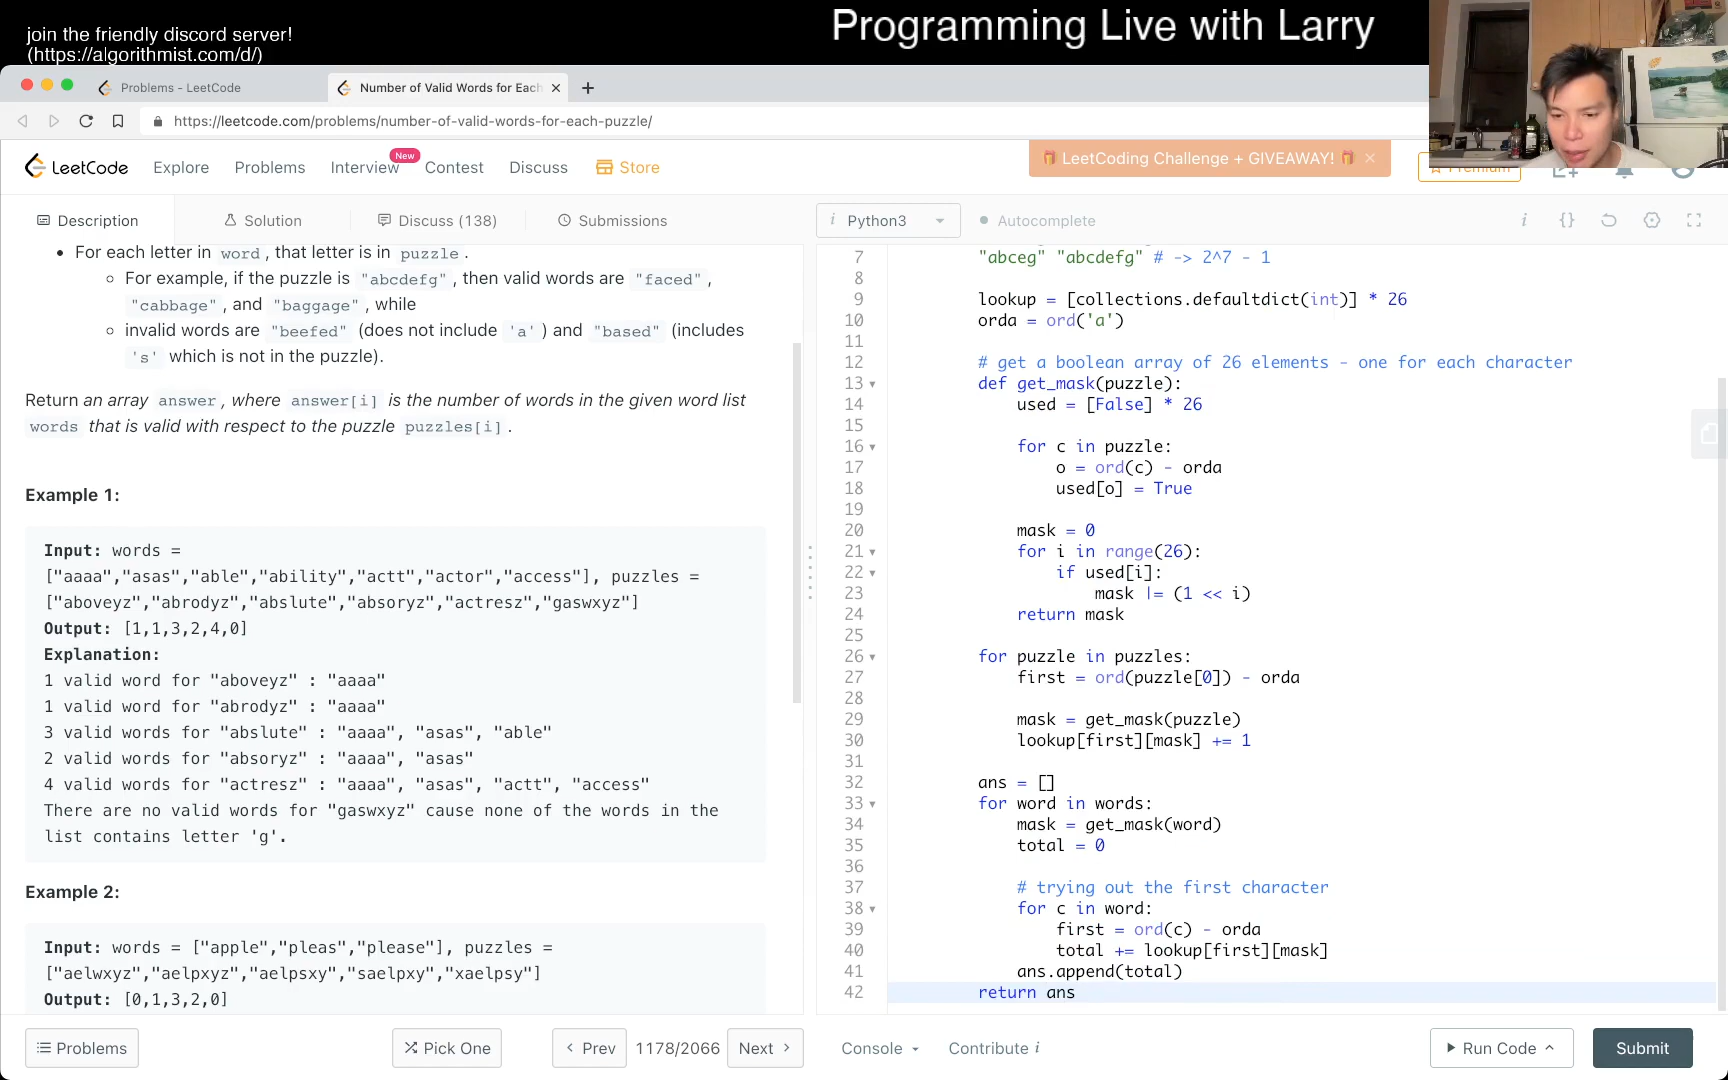 join the friendly discord server!
(https://algorithmist.com/d/)
Programming Live with Larry
Problems - LeetCode
Number of Valid Words for Each
https://leetcode.com/problems/number-of-valid-words-for-each-puzzle/
LeetCode
Explore
Problems
Interview
New
Contest
Discuss
Store
LeetCoding Challenge + GIVEAWAY!
Premium
Description
Solution
Discuss (138)
Submissions
i Python3
Autocomplete
For each letter in word, that letter is in puzzle.
For example, if the puzzle is "abcdefg", then valid words are "faced",
"cabbage", and "baggage", while
invalid words are "beefed" (does not include 'a') and "based" (includes
's' which is not in the puzzle).
Return an array answer, where answer[i] is the number of words in the given word list
words that is valid with respect to the puzzle puzzles[i].
Example 1:
Input: words =
["aaaa","asas","able","ability","actt","actor","access"], puzzles =
["aboveyz","abrodyz","abslute","absoryz","actresz","gaswxyz"]
Output: [1,1,3,2,4,0]
Explanation:
1 valid word for "aboveyz" : "aaaa"
1 valid word for "abrodyz" : "aaaa"
3 valid words for "abslute" : "aaaa", "asas", "able"
2 valid words for "absoryz" : "aaaa", "asas"
4 valid words for "actresz" : "aaaa", "asas", "actt", "access"
There are no valid words for "gaswxyz" cause none of the words in the
list contains letter 'g'.
Example 2:
Input: words = ["apple","pleas","please"], puzzles =
["aelwxyz","aelpxyz","aelpsxy","saelpxy","xaelpsy"]
Output: [0,1,3,2,0]
7 "abceg" "abcdefg" # -> 2^7 - 1
8
9 lookup = [collections.defaultdict(int)] * 26
10 orda = ord('a')
11
12 # get a boolean array of 26 elements - one for each character
13 def get_mask(puzzle):
14 used = [False] * 26
15
16 for c in puzzle:
17 o = ord(c) - orda
18 used[o] = True
19
20 mask = 0
21 for i in range(26):
22 if used[i]:
23 mask |= (1 << i)
24 return mask
25
26 for puzzle in puzzles:
27 first = ord(puzzle[0]) - orda
28
29 mask = get_mask(puzzle)
30 lookup[first][mask] += 1
31
32 ans = []
33 for word in words:
34 mask = get_mask(word)
35 total = 0
36
37 # trying out the first character
38 for c in word:
39 first = ord(c) - orda
40 total += lookup[first][mask]
41 ans.append(total)
42 return ans
Problems
Pick One
< Prev
1178/2066
Next >
Console
Contribute i
Run Code
Submit